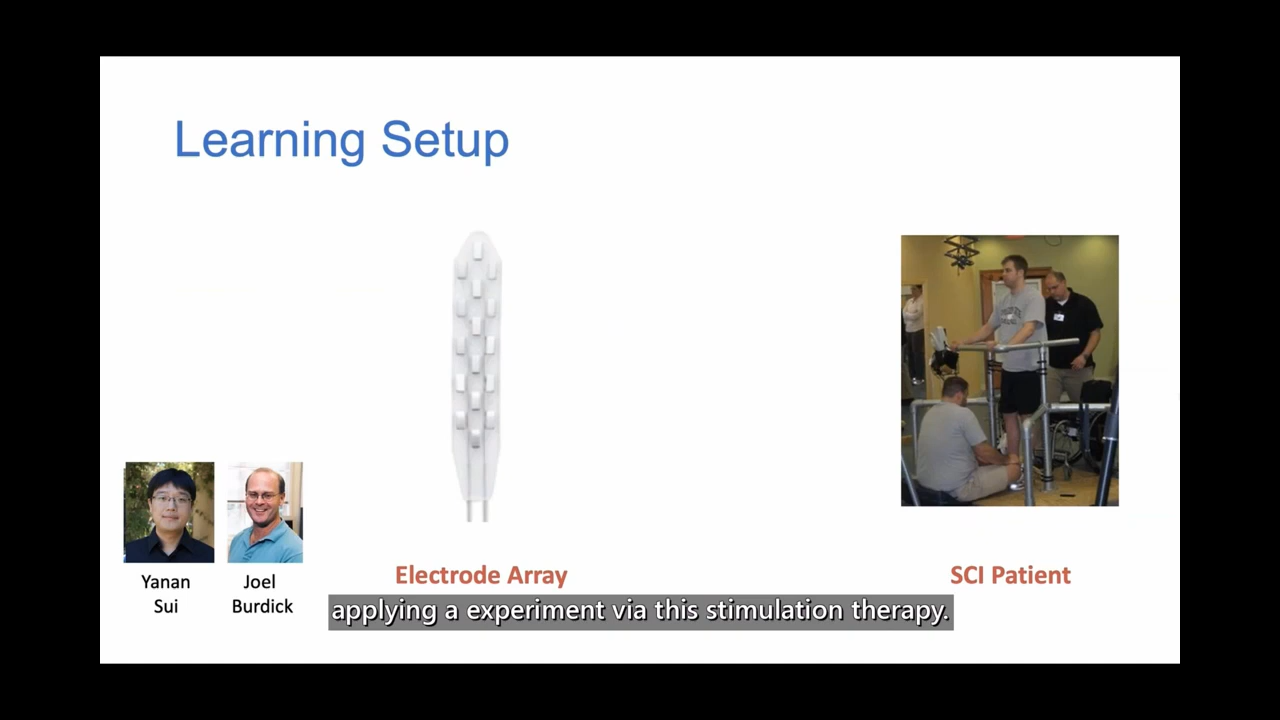 Learning Setup
Yanan
Sui
Joel
Burdick
Electrode Array
SCI Patient
applying a experiment via this stimulation therapy.